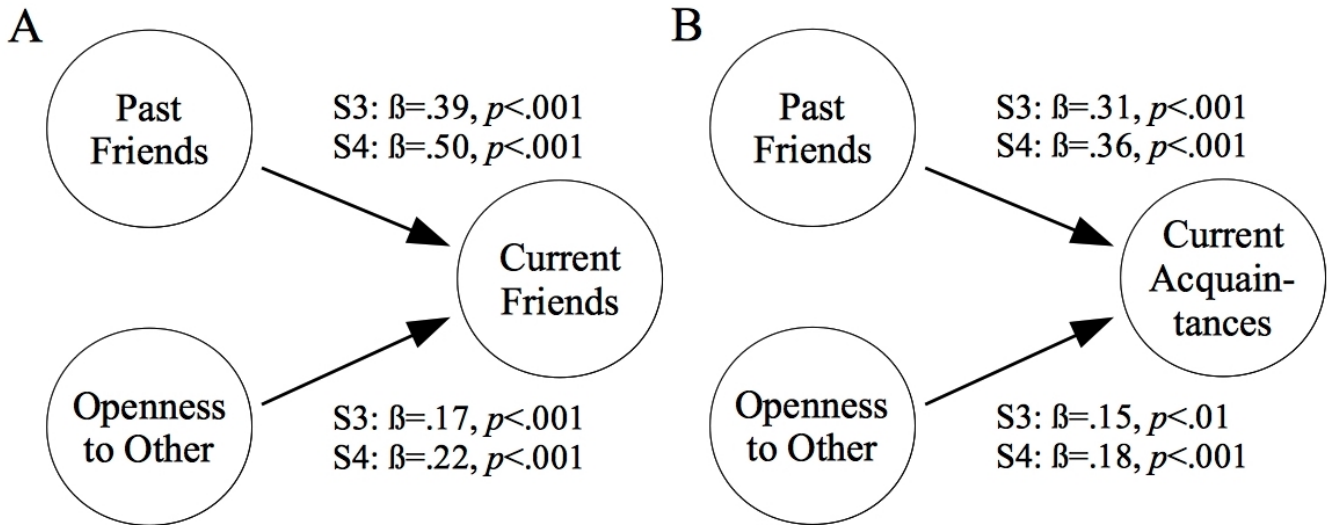 A
Past
Friends
S3: ß=.39, p<.001
S4: ß=.50, p<.001
Current
Friends
Openness
to Other
S3: ß=.17, p<.001
S4: ß=.22, p<.001
B
Past
Friends
S3: ß=.31, p<.001
S4: ß=.36, p<.001
Current
Acquain-
tances
Openness
to Other
S3: ß=.15, p<.01
S4: ß=.18, p<.001